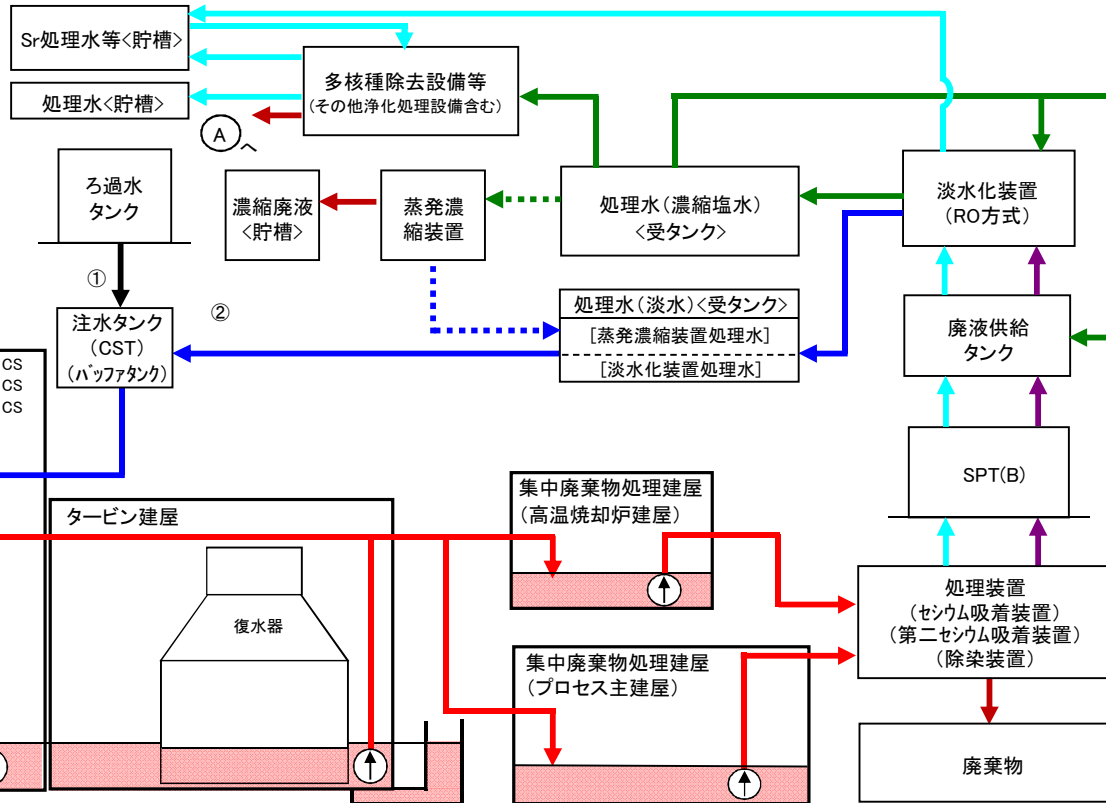 Sr処理水等<貯槽>
処理水<貯槽>
多核種除去設備等
(その他浄化処理設備含む)
A
へ
ろ過水
タンク
濃縮廃液
<貯槽>
蒸発濃
縮装置
処理水(濃縮塩水)
<受タンク>
淡水化装置
(RO方式)
①
②
注水タンク
(CST)
(バッファタンク)
処理水(淡水)<受タンク>
[蒸発濃縮装置処理水]
[淡水化装置処理水]
廃液供給
タンク
CS
CS
CS
SPT(B)
タービン建屋
復水器
集中廃棄物処理建屋
(高温焼却炉建屋)
集中廃棄物処理建屋
(プロセス主建屋)
処理装置
(セシウム吸着装置)
(第二セシウム吸着装置)
(除染装置)
廃棄物